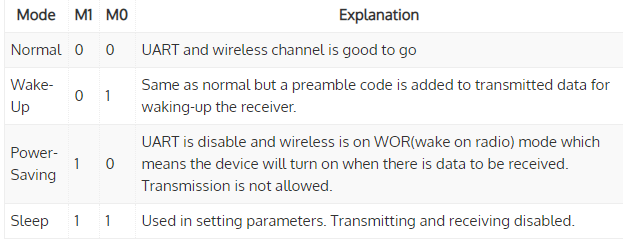 Mode M1 M0 Explanation
Normal 0 0 UART and wireless channel is good to go
Wake-
Up 0 1 Same as normal but a preamble code is added to transmitted data for
waking-up the receiver.
Power-
Saving 1 0 UART is disable and wireless is on WOR(wake on radio) mode which
means the device will turn on when there is data to be received.
Transmission is not allowed.
Sleep 1 1 Used in setting parameters. Transmitting and receiving disabled.